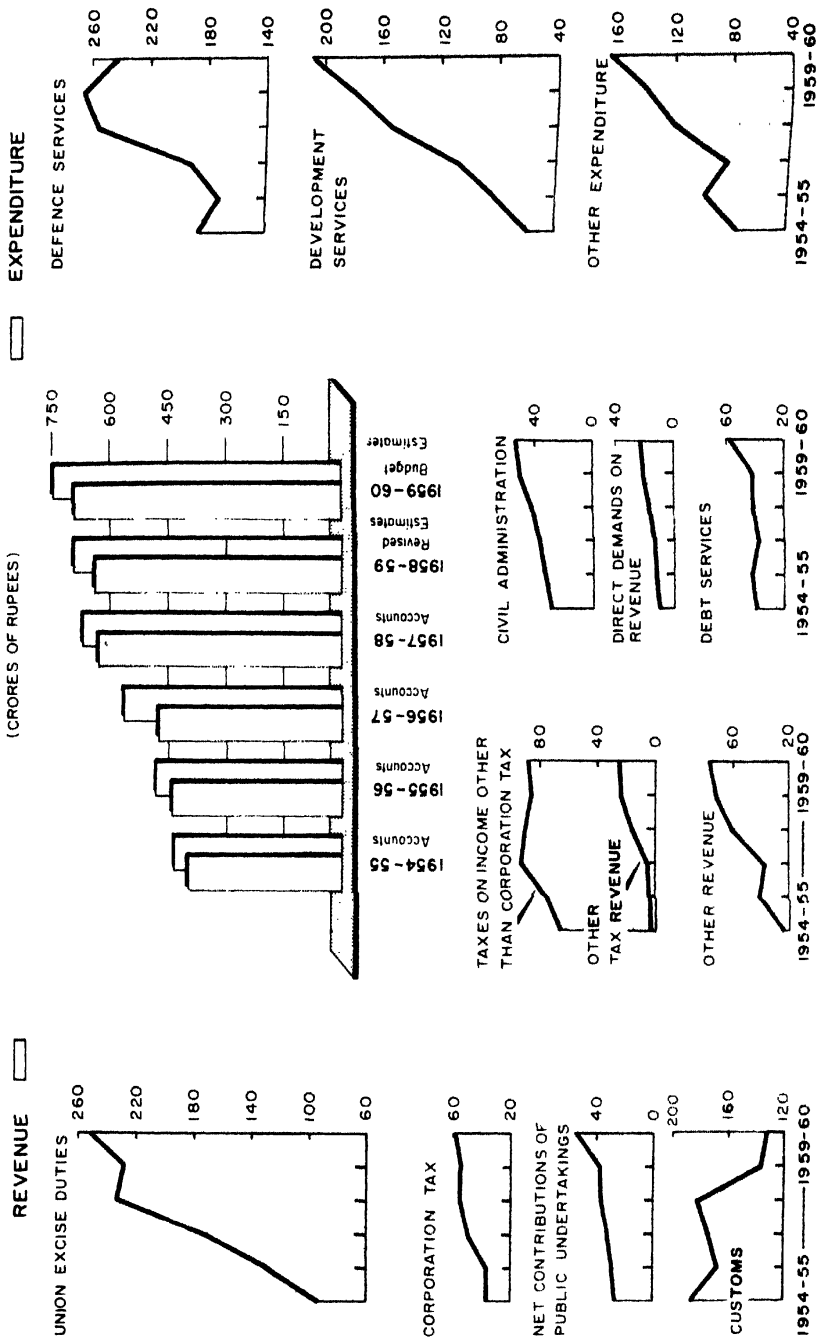 REVENUE
(CRORES OF RUPEES)
EXPENDITURE
UNION EXCISE DUTIES
260
220
180
140
100
60
CORPORATION TAX
60
20
NET CONTRIBUTIONS OF
PUBLIC UNDERTAKINGS
40
0
CUSTOMS
200
160
120
1954-55 1959-60
750
600
450
300
150
1954-55
Accounts
1955-56
Accounts
1956-57
Accounts
1957-58
Accounts
1958-59
Revised
Estimates
1959-60
Budget
Estimates
TAXES ON INCOME OTHER
THAN CORPORATION TAX
80
40
0
OTHER
TAX REVENUE
OTHER REVENUE
60
20
1954-55 1959-60
CIVIL ADMINISTRATION
40
0
DIRECT DEMANDS ON
REVENUE
40
0
DEBT SERVICES
60
20
1954-55 1959-60
DEFENCE SERVICES
260
220
180
140
DEVELOPMENT
SERVICES
200
160
120
80
40
OTHER EXPENDITURE
160
120
80
40
1954-55 1959-60